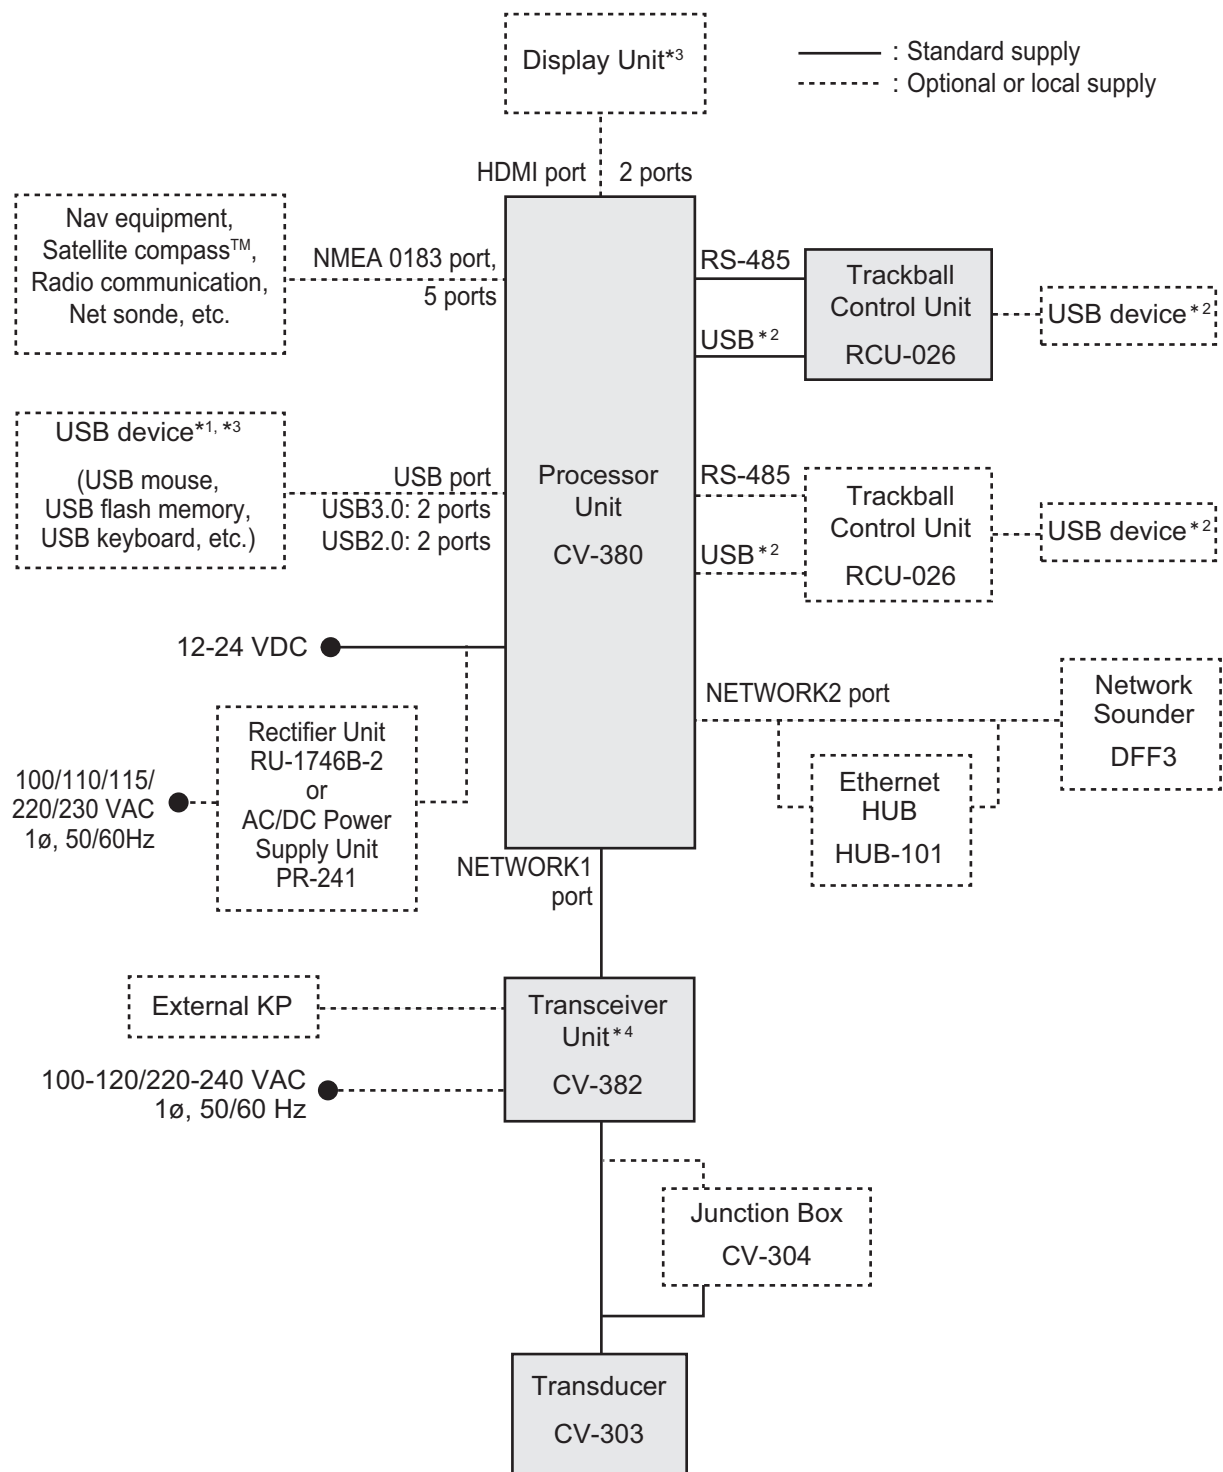 Display Unit*3
: Standard supply
: Optional or local supply
HDMI port
2 ports
Nav equipment,
Satellite compass™,
Radio communication,
Net sonde, etc.
NMEA 0183 port,
5 ports
RS-485
USB*2
Trackball
Control Unit
RCU-026
USB device*2
USB device*1, *3
(USB mouse,
USB flash memory,
USB keyboard, etc.)
USB port
USB3.0: 2 ports
USB2.0: 2 ports
Processor
Unit
CV-380
RS-485
USB*2
Trackball
Control Unit
RCU-026
USB device*2
12-24 VDC
Rectifier Unit
RU-1746B-2
or
AC/DC Power
Supply Unit
PR-241
100/110/115/
220/230 VAC
1ø, 50/60Hz
NETWORK2 port
Network
Sounder
DFF3
Ethernet
HUB
HUB-101
NETWORK1
port
External KP
Transceiver
Unit*4
CV-382
100-120/220-240 VAC
1ø, 50/60 Hz
Junction Box
CV-304
Transducer
CV-303